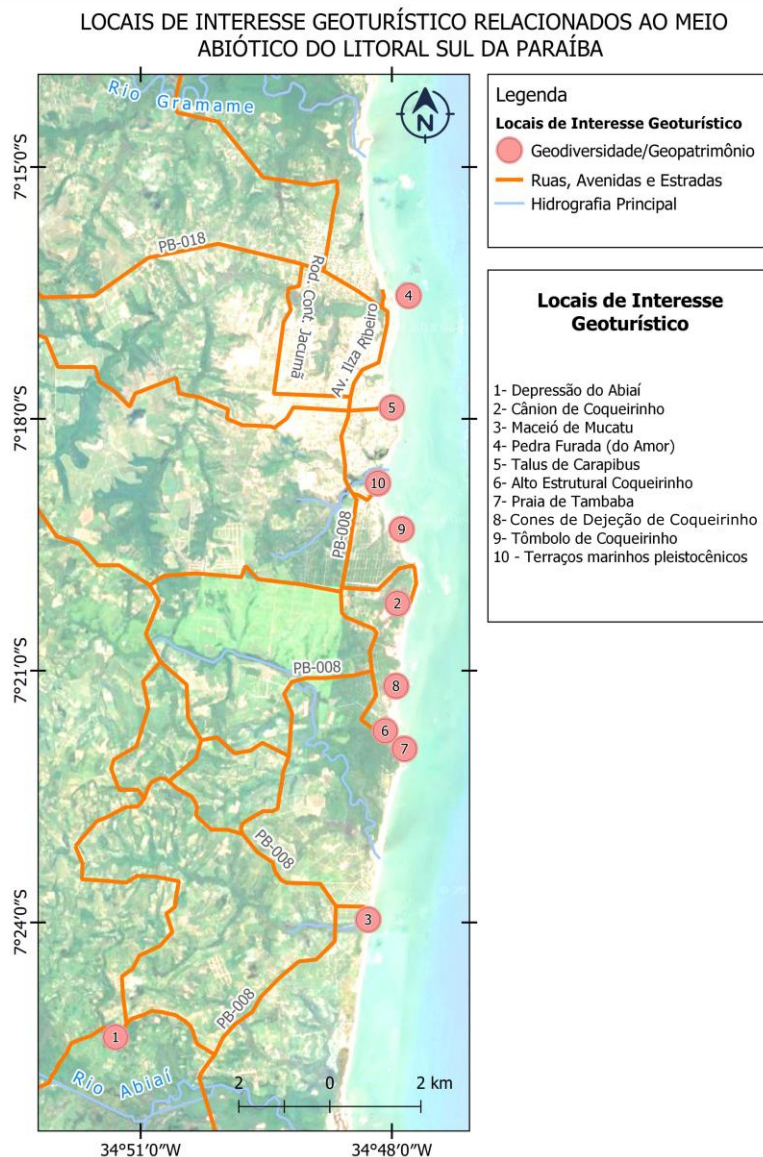 LOCAIS DE INTERESSE GEOTURÍSTICO RELACIONADOS AO MEIO
ABIÓTICO DO LITORAL SUL DA PARAÍBA
Rio Gramame
N
7°15'0"S
PB-018
Rod. Cont. Jacumã
Av. Ilza Ribeiro
4
5
7°18'0"S
10
9
PB-008
2
7°21'0"S
PB-008
8
6
7
PB-008
7°24'0"S
3
PB-008
1
Rio Abiaí
2 0 2 km
34°51'0"W 34°48'0"W
Legenda
Locais de Interesse Geoturístico
Geodiversidade/Geopatrimônio
Ruas, Avenidas e Estradas
Hidrografia Principal
Locais de Interesse
Geoturístico
1- Depressão do Abiaí
2- Cânion de Coqueirinho
3- Maceió de Mucatu
4- Pedra Furada (do Amor)
5- Talus de Carapibus
6- Alto Estrutural Coqueirinho
7- Praia de Tambaba
8- Cones de Dejeção de Coqueirinho
9- Tômbolo de Coqueirinho
10 - Terraços marinhos pleistocênicos